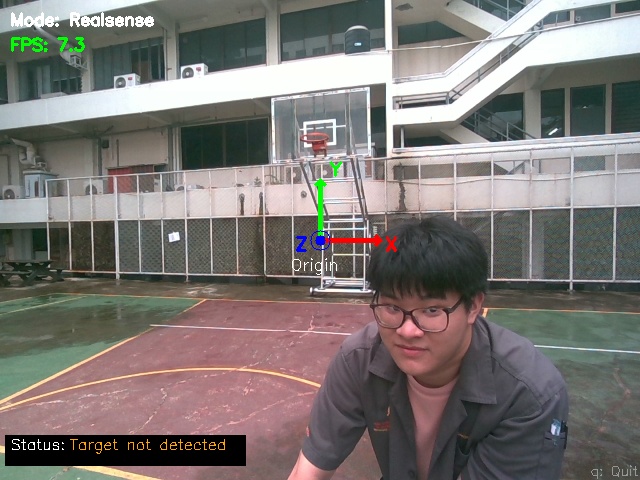 Mode: Realsense
FPS: 7.3
Y
Z
X
Origin
Status: Target not detected
q: Quit